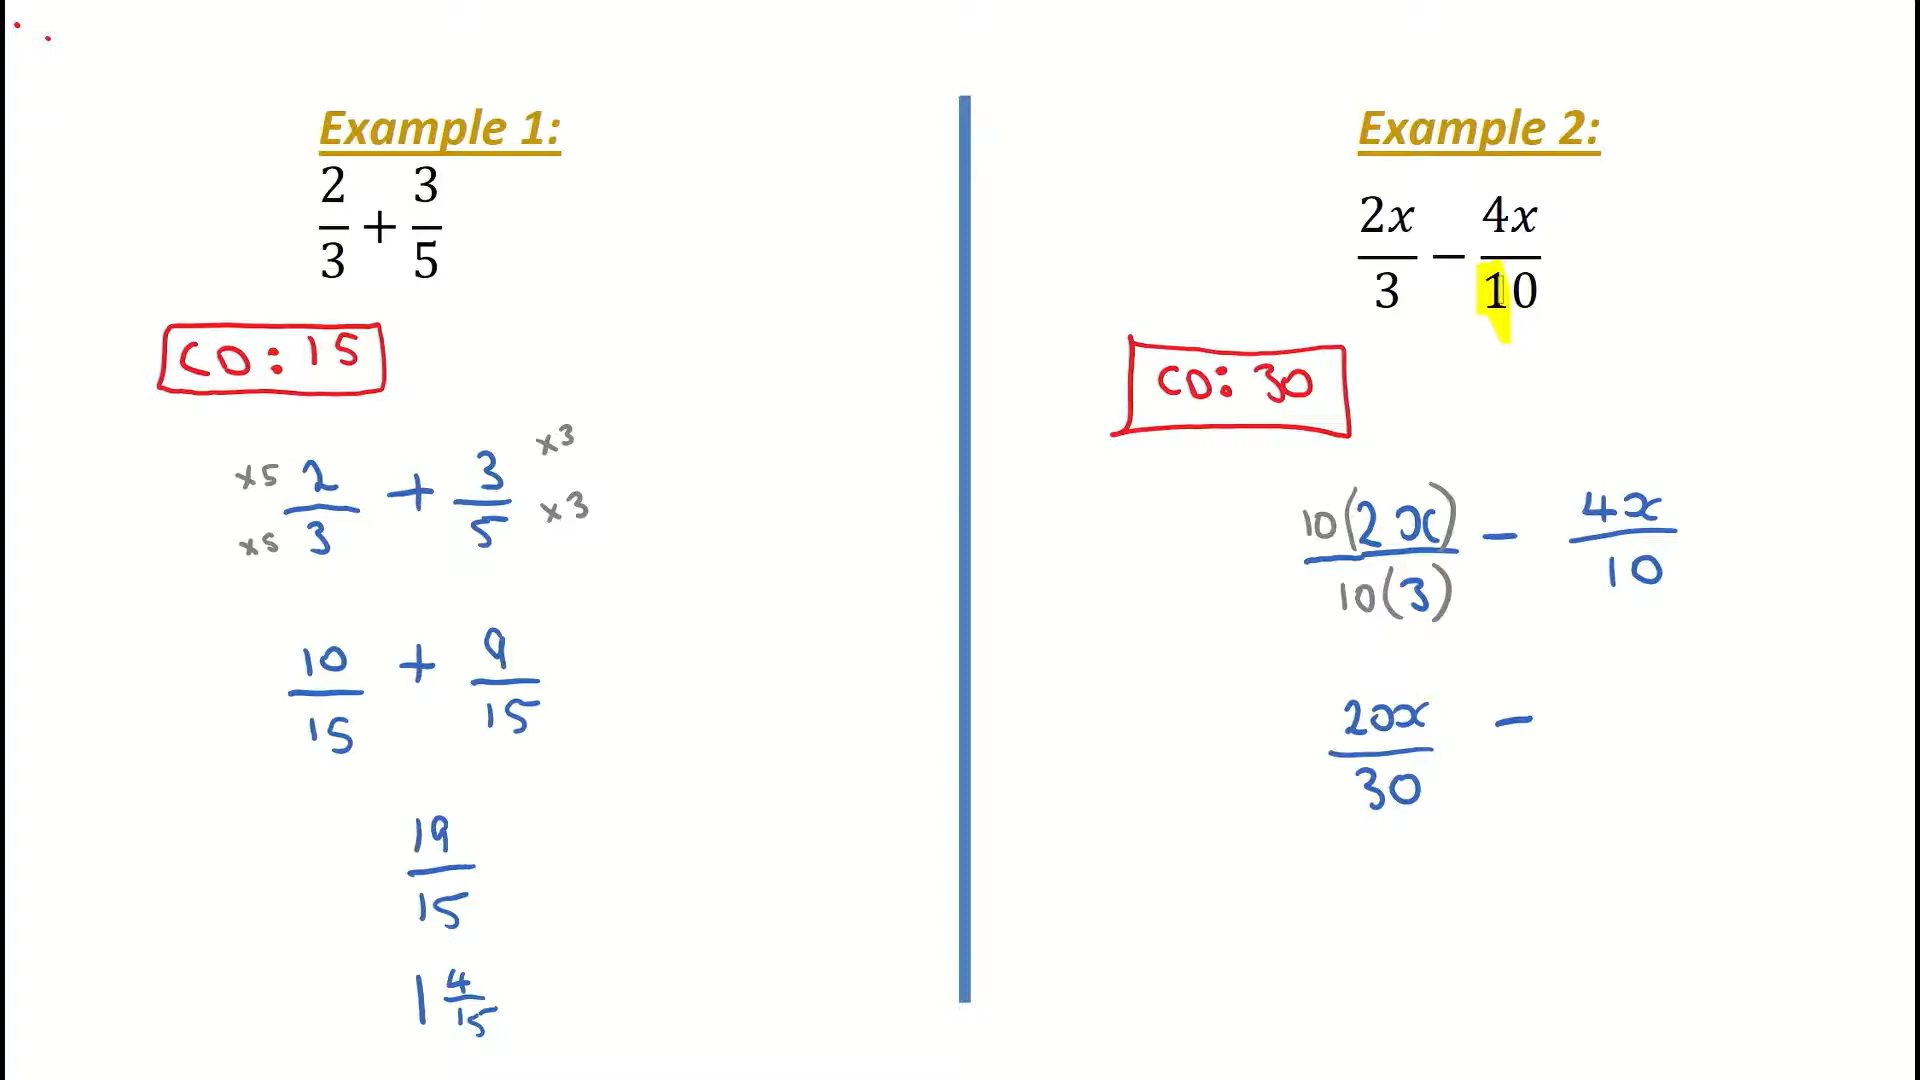 Example 1:
2/3 + 3/5
CD: 15
×5 2/3 ×5 + 3/5 ×3 ×3
10/15 + 9/15
19/15
1 4/15
Example 2:
2x/3 − 4x/10
CD: 30
10(2x)/10(3) − 4x/10
20x/30 −